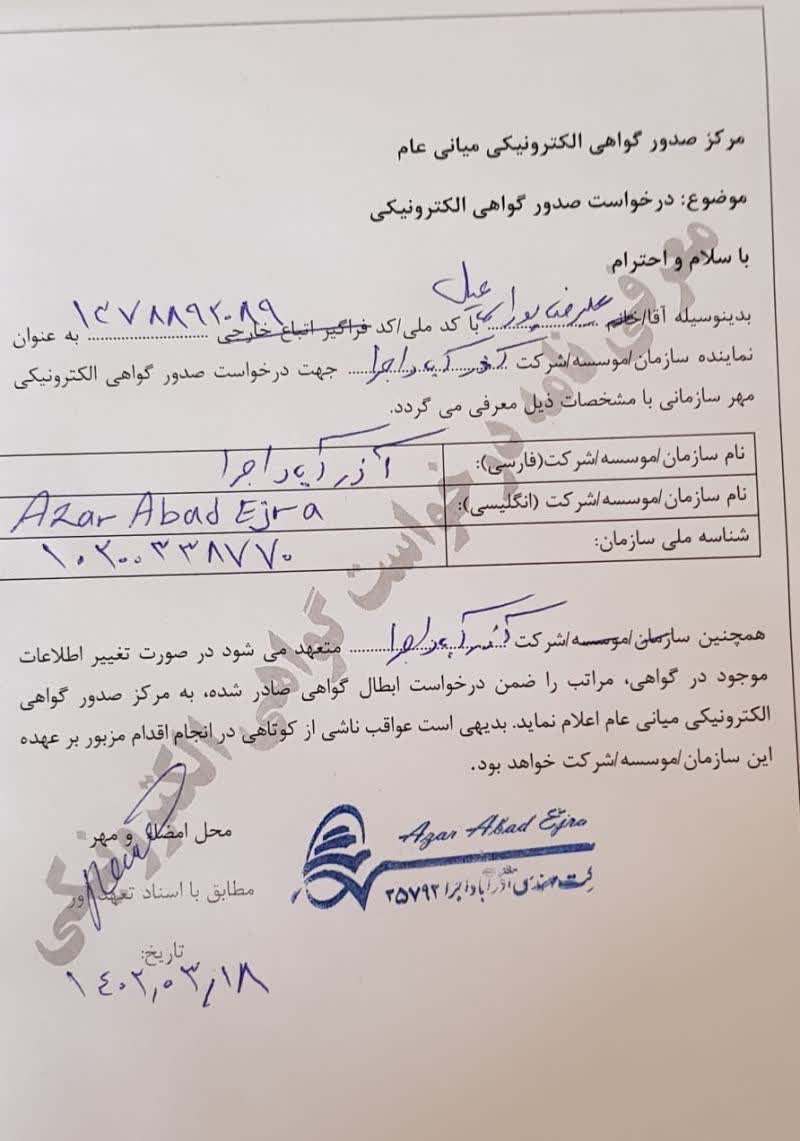 مرکز صدور گواهی الکترونیکی میانی عام
موضوع: درخواست صدور گواهی الکترونیکی
با سلام و احترام
بدینوسیله آقا/خانم علیرضا پور با کد ملی/کد فراگیر اتباع خارجی ۱۳۷۸۸۹۲۰۸۹ به عنوان
نماینده سازمان/موسسه/شرکت آذر آباد اجرا جهت درخواست صدور گواهی الکترونیکی
مهر سازمانی با مشخصات ذیل معرفی می گردد.
نام سازمان/موسسه/شرکت(فارسی): آذر آباد اجرا
نام سازمان/موسسه/شرکت (انگلیسی): Azar Abad Ejra
شناسه ملی سازمان: ۱۰۲۰۰۳۳۸۷۷۰
همچنین سازمان/موسسه/شرکت آذر آباد اجرا متعهد می شود در صورت تغییر اطلاعات
موجود در گواهی، مراتب را ضمن درخواست ابطال گواهی صادر شده، به مرکز صدور گواهی
الکترونیکی میانی عام اعلام نماید. بدیهی است عواقب ناشی از کوتاهی در انجام اقدام مزبور بر عهده
این سازمان/موسسه/شرکت خواهد بود.
محل امضاء و مهر
مطابق با اسناد تعهد آور
Azar Abad Ejra
شرکت مهندسی آذر آباد اجرا ۲۵۷۹۲
تاریخ:
۱۴۰۲,۰۳/۱۸
معرفی نامه درخواست گواهی الکترونیکی